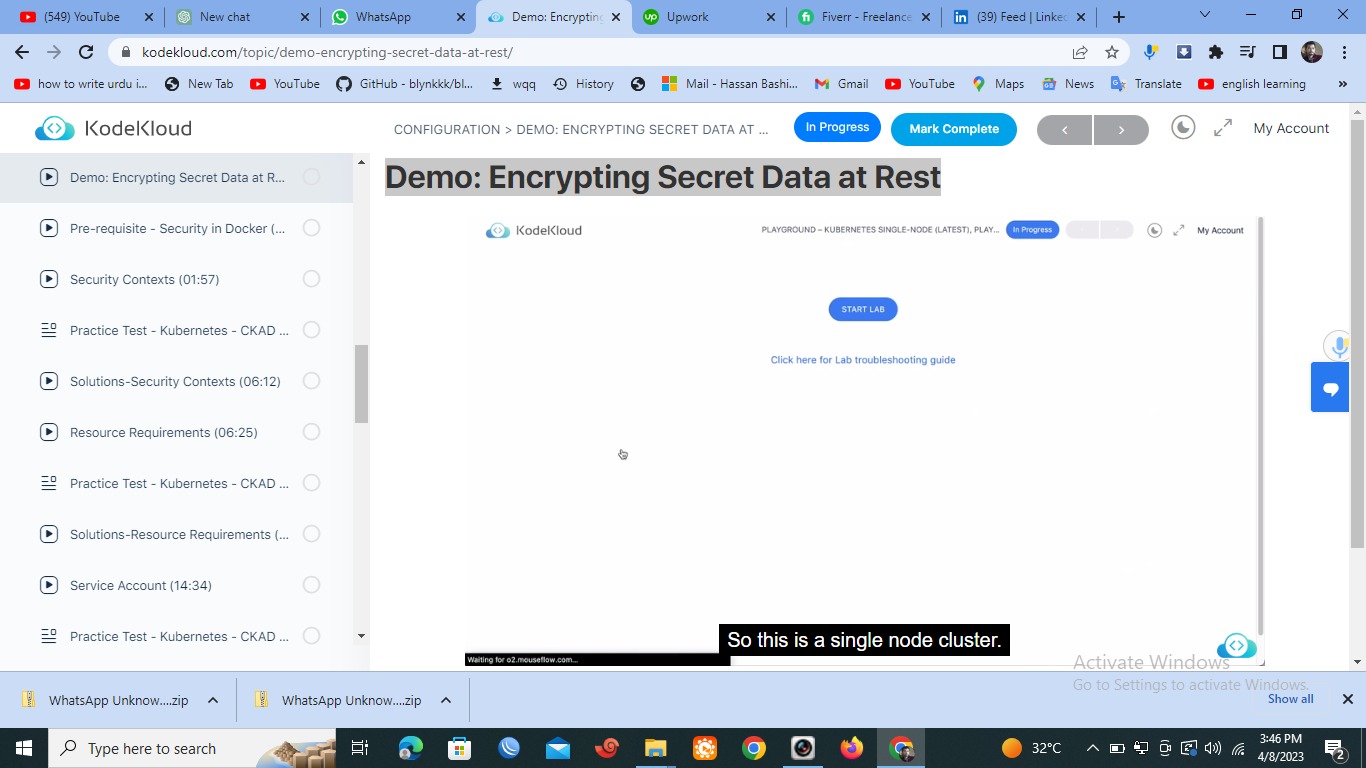 (549) YouTube
New chat
WhatsApp
Demo: Encrypting
Upwork
Fiverr - Freelance
(39) Feed | Linked
kodekloud.com/topic/demo-encrypting-secret-data-at-rest/
how to write urdu i...
New Tab
YouTube
GitHub - blynkkk/bl...
wqq
History
Mail - Hassan Bashi...
Gmail
YouTube
Maps
News
Translate
english learning
»
KodeKloud
CONFIGURATION > DEMO: ENCRYPTING SECRET DATA AT ...
In Progress
Mark Complete
<
>
My Account
Demo: Encrypting Secret Data at R...
Pre-requisite - Security in Docker (...
Security Contexts (01:57)
Practice Test - Kubernetes - CKAD ...
Solutions-Security Contexts (06:12)
Resource Requirements (06:25)
Practice Test - Kubernetes - CKAD ...
Solutions-Resource Requirements (...
Service Account (14:34)
Practice Test - Kubernetes - CKAD ...
Demo: Encrypting Secret Data at Rest
KodeKloud
PLAYGROUND – KUBERNETES SINGLE-NODE (LATEST), PLAY...
In Progress
My Account
START LAB
Click here for Lab troubleshooting guide
So this is a single node cluster.
Waiting for o2.mouseflow.com...
Activate Windows
Go to Settings to activate Windows.
WhatsApp Unknow....zip
WhatsApp Unknow....zip
Show all
Type here to search
32°C
3:46 PM
4/8/2023
2